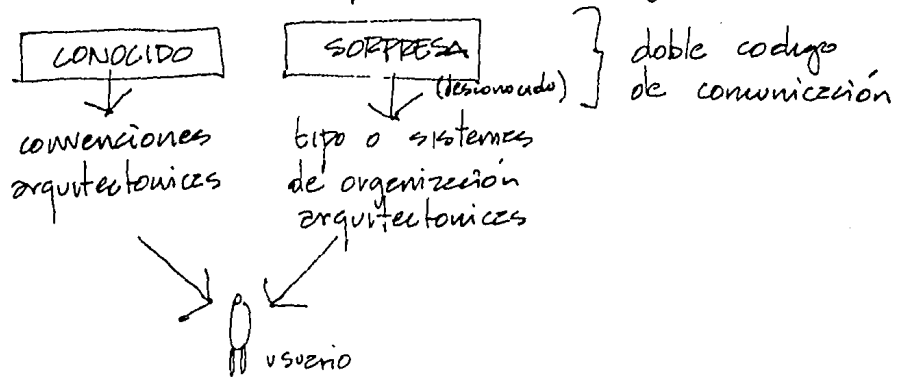 CONOCIDO
SORPRESA
(desconocido)
doble codigo
de comunicación
convenciones
arquitectonicas
tipo o sistemas
de organización
arquitectonicas
usuario